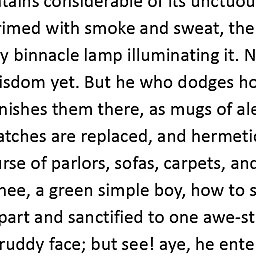 tains considerable of its unctuou
rimed with smoke and sweat, the
y binnacle lamp illuminating it. N
isdom yet. But he who dodges ho
nishes them there, as mugs of ale
atches are replaced, and hermetic
urse of parlors, sofas, carpets, and
nee, a green simple boy, how to s
part and sanctified to one awe-st
ruddy face; but see! aye, he ente